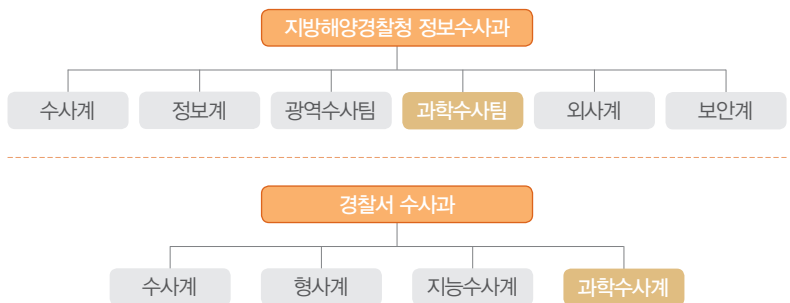 지방해양경찰청 정보수사과
수사계 정보계 광역수사팀 과학수사팀 외사계 보안계
경찰서 수사과
수사계 형사계 지능수사계 과학수사계